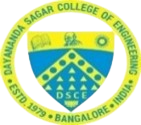 DAYANANDA SAGAR COLLEGE OF ENGINEERING
DSCE
ESTD. 1979 • BANGALORE • INDIA